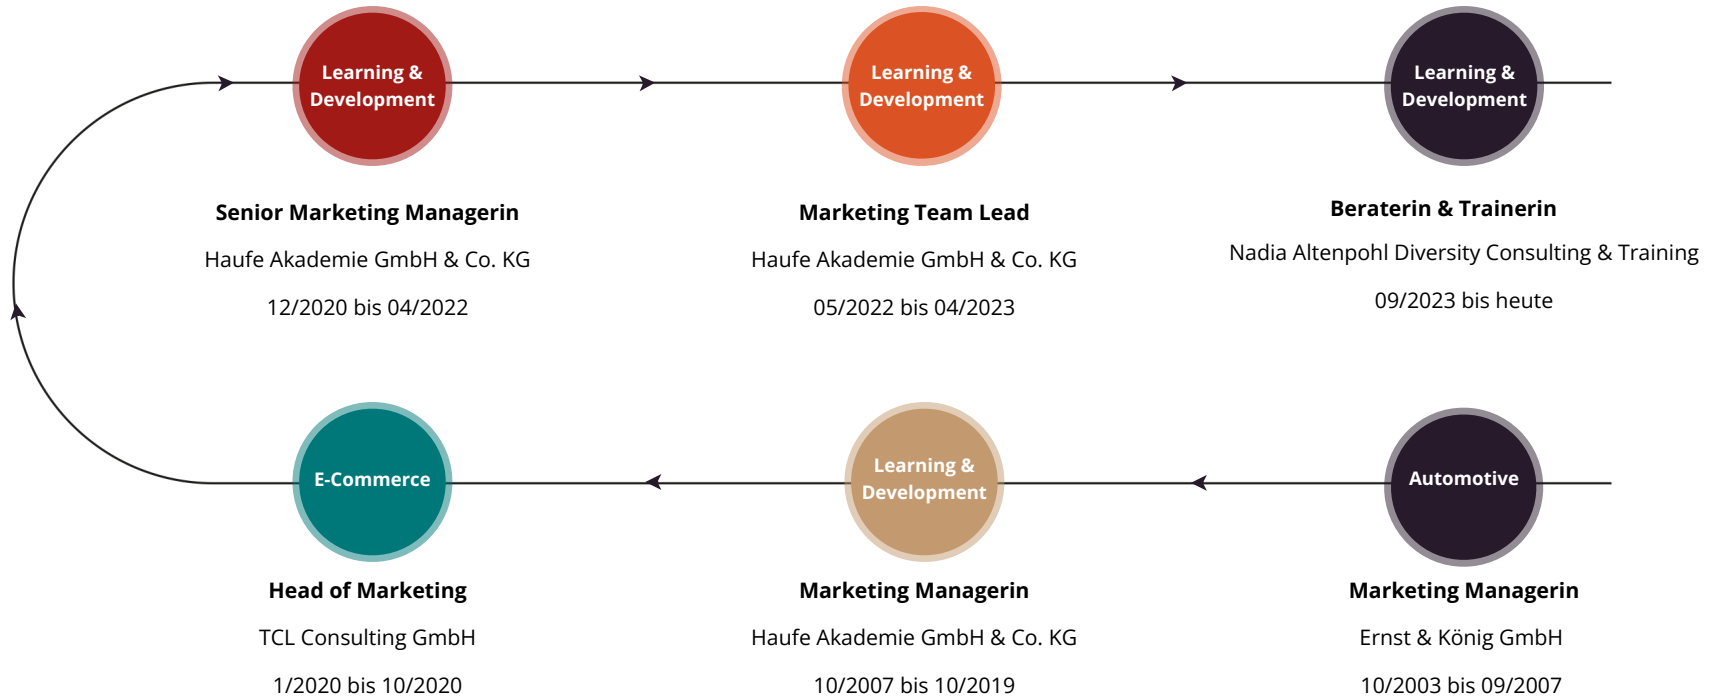 Learning &
Development
Senior Marketing Managerin
Haufe Akademie GmbH & Co. KG
12/2020 bis 04/2022
Learning &
Development
Marketing Team Lead
Haufe Akademie GmbH & Co. KG
05/2022 bis 04/2023
Learning &
Development
Beraterin & Trainerin
Nadia Altenpohl Diversity Consulting & Training
09/2023 bis heute
E-Commerce
Head of Marketing
TCL Consulting GmbH
1/2020 bis 10/2020
Learning &
Development
Marketing Managerin
Haufe Akademie GmbH & Co. KG
10/2007 bis 10/2019
Automotive
Marketing Managerin
Ernst & König GmbH
10/2003 bis 09/2007